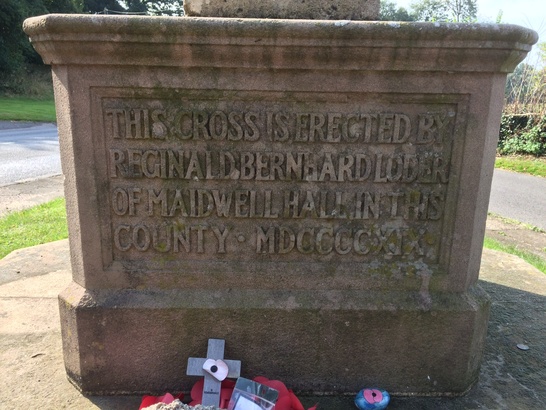 THIS·CROSS·IS·ERECTED BY
REGINALD·BERNHARD·LODER
OF·MAIDWELL·HALL·IN·THIS
COUNTY · MDCCCCXIX·